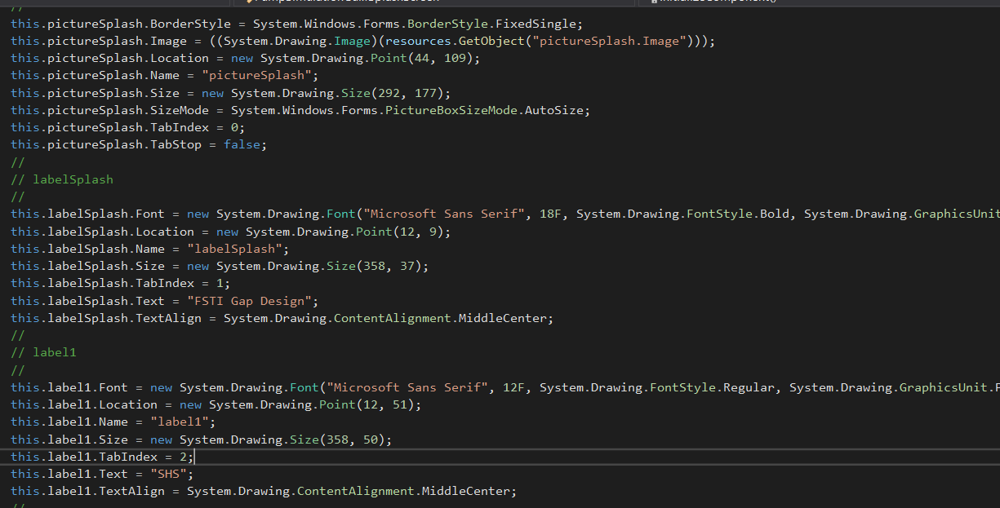 //
this.pictureSplash.BorderStyle = System.Windows.Forms.BorderStyle.FixedSingle;
this.pictureSplash.Image = ((System.Drawing.Image)(resources.GetObject("pictureSplash.Image")));
this.pictureSplash.Location = new System.Drawing.Point(44, 109);
this.pictureSplash.Name = "pictureSplash";
this.pictureSplash.Size = new System.Drawing.Size(292, 177);
this.pictureSplash.SizeMode = System.Windows.Forms.PictureBoxSizeMode.AutoSize;
this.pictureSplash.TabIndex = 0;
this.pictureSplash.TabStop = false;
//
// labelSplash
//
this.labelSplash.Font = new System.Drawing.Font("Microsoft Sans Serif", 18F, System.Drawing.FontStyle.Bold, System.Drawing.GraphicsUnit
this.labelSplash.Location = new System.Drawing.Point(12, 9);
this.labelSplash.Name = "labelSplash";
this.labelSplash.Size = new System.Drawing.Size(358, 37);
this.labelSplash.TabIndex = 1;
this.labelSplash.Text = "FSTI Gap Design";
this.labelSplash.TextAlign = System.Drawing.ContentAlignment.MiddleCenter;
//
// label1
//
this.label1.Font = new System.Drawing.Font("Microsoft Sans Serif", 12F, System.Drawing.FontStyle.Regular, System.Drawing.GraphicsUnit.P
this.label1.Location = new System.Drawing.Point(12, 51);
this.label1.Name = "label1";
this.label1.Size = new System.Drawing.Size(358, 50);
this.label1.TabIndex = 2;
this.label1.Text = "SHS";
this.label1.TextAlign = System.Drawing.ContentAlignment.MiddleCenter;
//